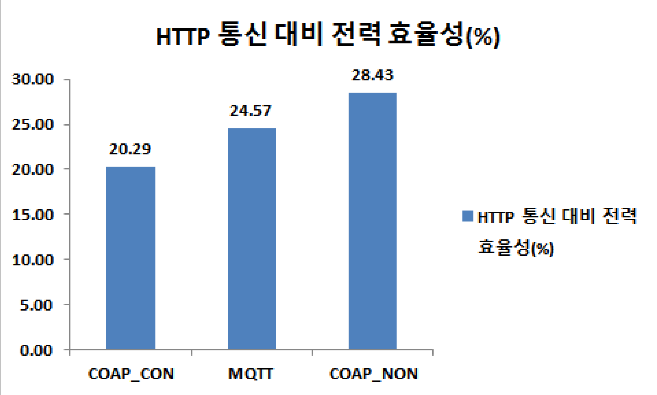 HTTP 통신 대비 전력 효율성(%)
30.00
25.00
20.00
15.00
10.00
5.00
0.00
20.29
24.57
28.43
COAP_CON
MQTT
COAP_NON
HTTP 통신 대비 전력
효율성(%)